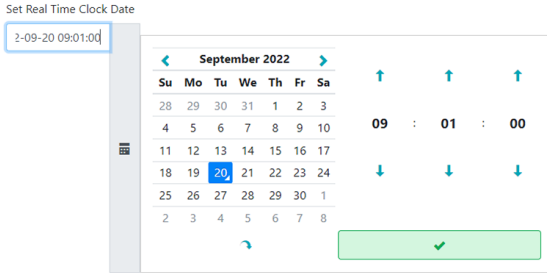 Set Real Time Clock Date
2-09-20 09:01:00
September 2022
Su Mo Tu We Th Fr Sa
28 29 30 31 1 2 3
4 5 6 7 8 9 10
11 12 13 14 15 16 17
18 19 20 21 22 23 24
25 26 27 28 29 30 1
2 3 4 5 6 7 8
09 : 01 : 00